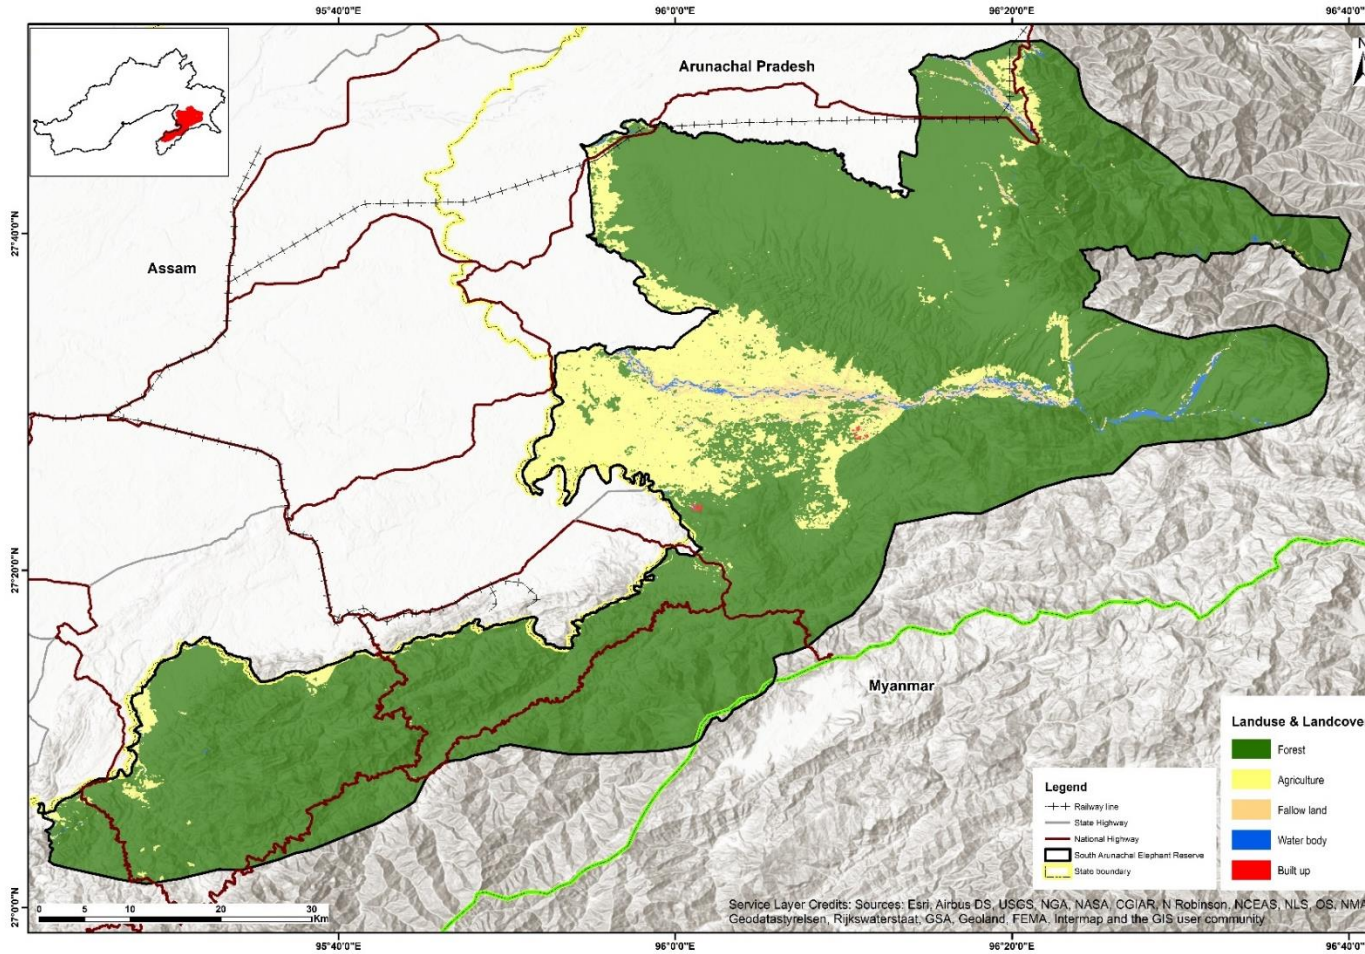 95°40'0"E
96°0'0"E
96°20'0"E
96°40'0"E
N
Arunachal Pradesh
27°40'0"N
Assam
27°20'0"N
Myanmar
Landuse & Landcove
Forest
Agriculture
Fallow land
Water body
Built up
Legend
Railway line
State Highway
National Highway
South Arunachal Elephant Reserve
State boundary
27°0'0"N
0 5 10 20 30
Km
Service Layer Credits: Sources: Esri, Airbus DS, USGS, NGA, NASA, CGIAR, N Robinson, NCEAS, NLS, OS, NMA
Geodatastyrelsen, Rijkswaterstaat, GSA, Geoland, FEMA, Intermap and the GIS user community
95°40'0"E
96°0'0"E
96°20'0"E
96°40'0"E